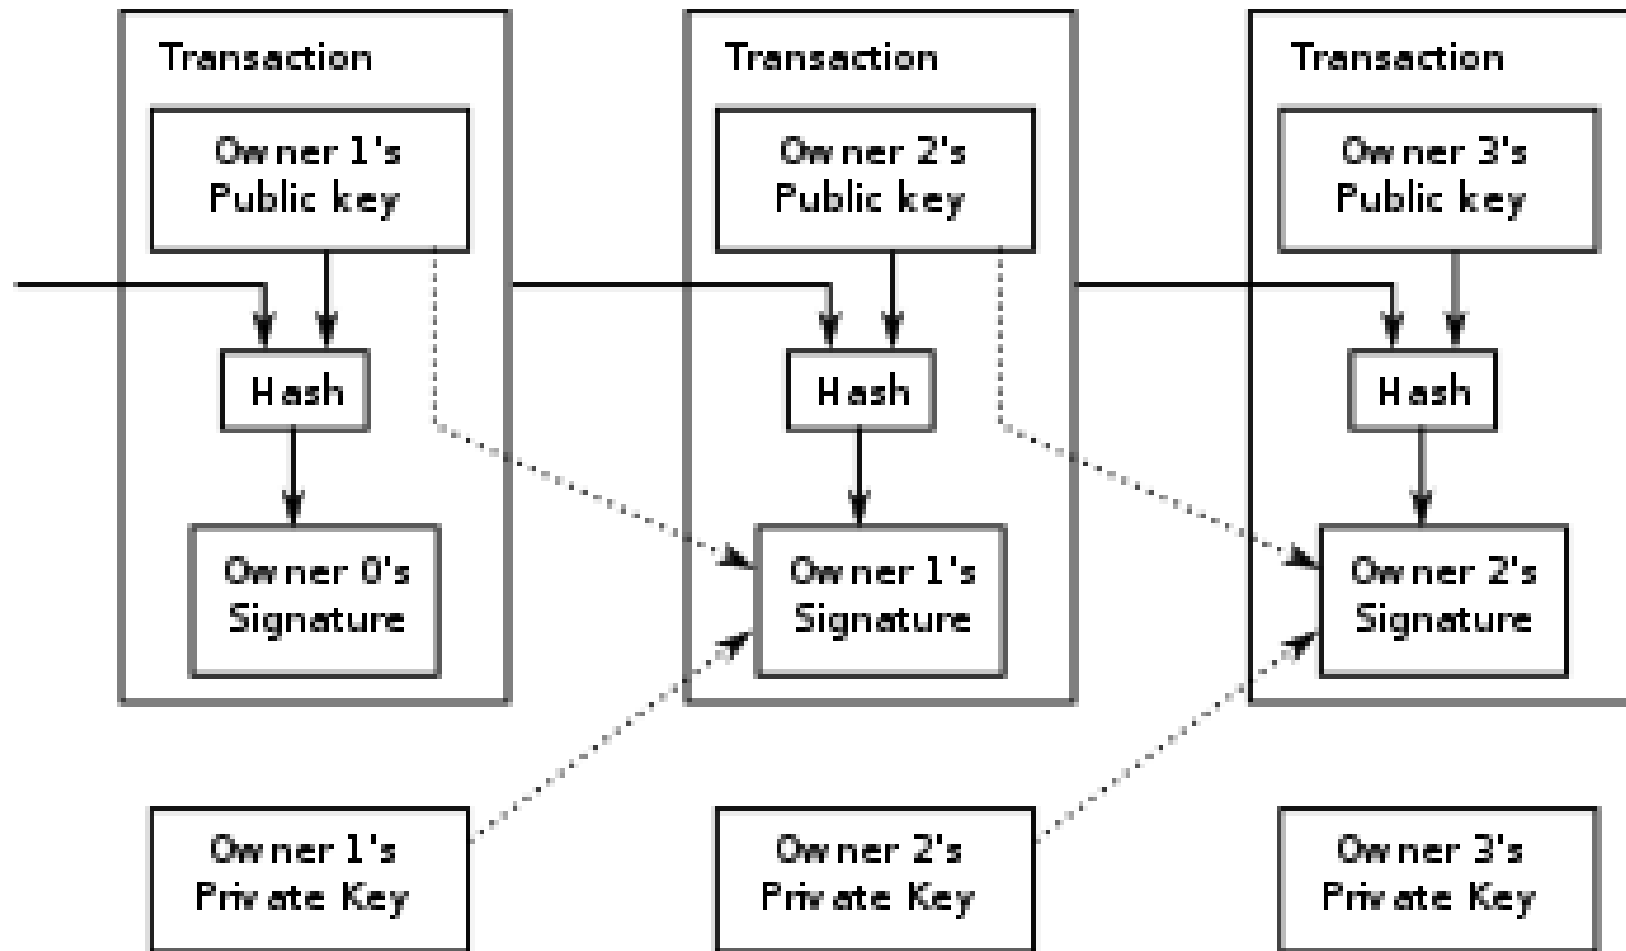 Transaction
Owner 1's
Public key
Hash
Owner 0's
Signature
Transaction
Owner 2's
Public key
Hash
Owner 1's
Signature
Transaction
Owner 3's
Public key
Hash
Owner 2's
Signature
Owner 1's
Private Key
Owner 2's
Private Key
Owner 3's
Private Key